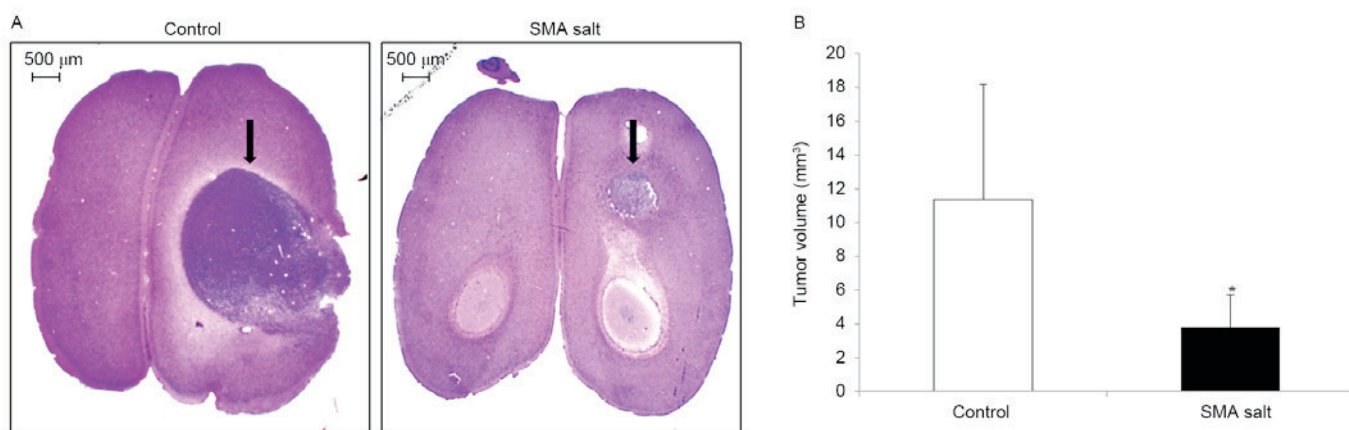 A
Control
SMA salt
500 μm
500 μm
B
Tumor volume (mm³)
20
18
16
14
12
10
8
6
4
2
0
*
Control
SMA salt